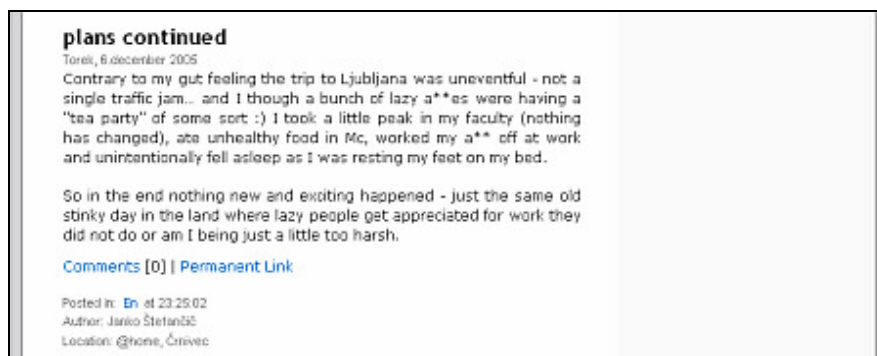 plans continued
Torek, 6.december 2005
Contrary to my gut feeling the trip to Ljubljana was uneventful - not a
single traffic jam... and I though a bunch of lazy a**es were having a
"tea party" of some sort :) I took a little peak in my faculty (nothing
has changed), ate unhealthy food in Mc, worked my a** off at work
and unintentionally fell asleep as I was resting my feet on my bed.
So in the end nothing new and exciting happened - just the same old
stinky day in the land where lazy people get appreciated for work they
did not do or am I being just a little too harsh.
Comments [0] | Permanent Link
Posted in: En at 23:25:02
Author: Janko Štefančič
Location: @home, Črnivec